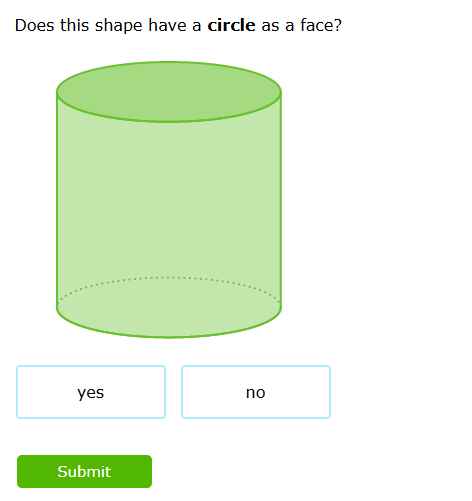 Does this shape have a circle as a face?
yes
no
Submit